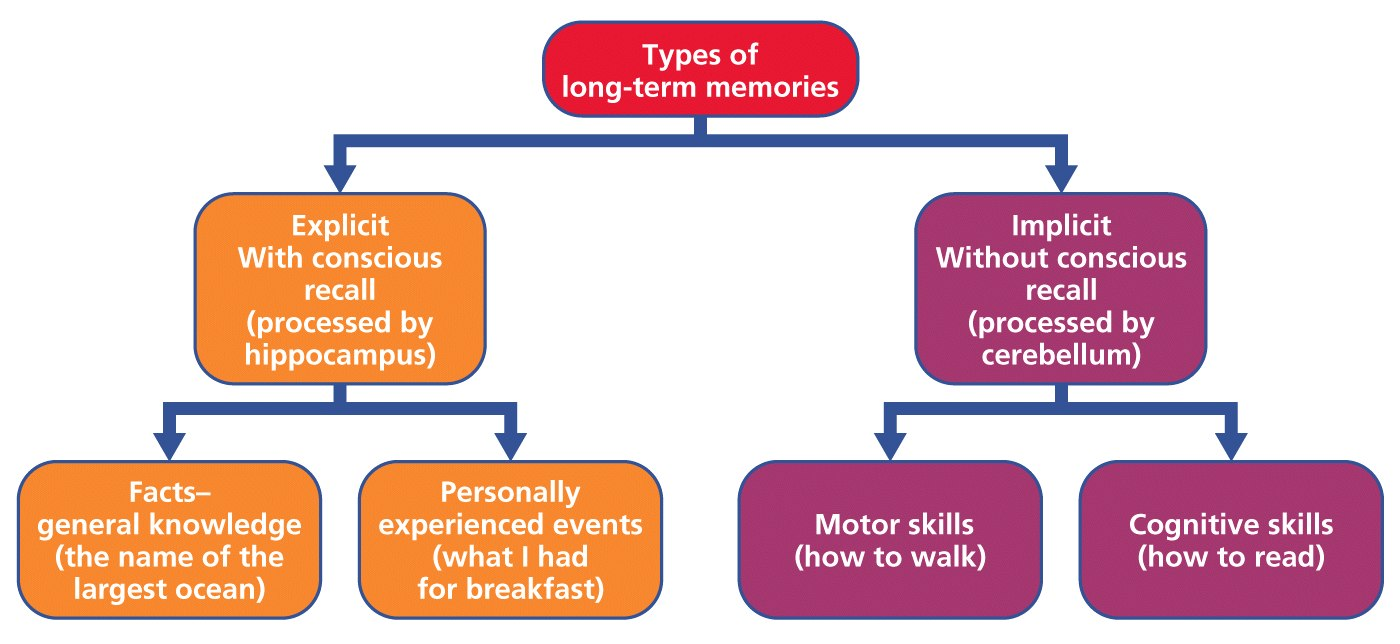 Types of
long-term memories
Explicit
With conscious
recall
(processed by
hippocampus)
Implicit
Without conscious
recall
(processed by
cerebellum)
Facts–
general knowledge
(the name of the
largest ocean)
Personally
experienced events
(what I had
for breakfast)
Motor skills
(how to walk)
Cognitive skills
(how to read)